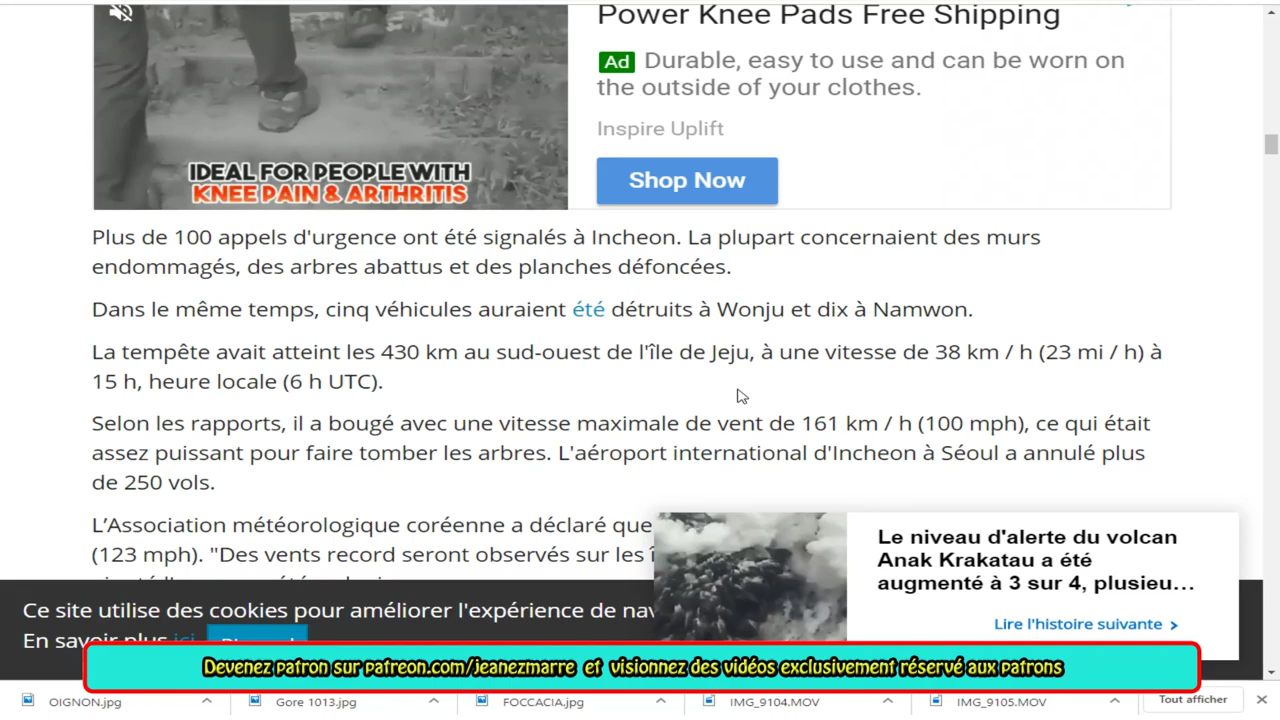 Power Knee Pads Free Shipping
Ad Durable, easy to use and can be worn on
the outside of your clothes.
Inspire Uplift
Shop Now
IDEAL FOR PEOPLE WITH
KNEE PAIN & ARTHRITIS
Plus de 100 appels d'urgence ont été signalés à Incheon. La plupart concernaient des murs
endommagés, des arbres abattus et des planches défoncées.
Dans le même temps, cinq véhicules auraient été détruits à Wonju et dix à Namwon.
La tempête avait atteint les 430 km au sud-ouest de l'île de Jeju, à une vitesse de 38 km / h (23 mi / h) à
15 h, heure locale (6 h UTC).
Selon les rapports, il a bougé avec une vitesse maximale de vent de 161 km / h (100 mph), ce qui était
assez puissant pour faire tomber les arbres. L'aéroport international d'Incheon à Séoul a annulé plus
de 250 vols.
L'Association météorologique coréenne a déclaré que
(123 mph). "Des vents record seront observés sur les
Le niveau d'alerte du volcan
Anak Krakatau a été
augmenté à 3 sur 4, plusieu...
Lire l'histoire suivante >
Ce site utilise des cookies pour améliorer l'expérience de
En savoir plus ici
Devenez patron sur patreon.com/jeanezmarre et visionnez des vidéos exclusivement réservé aux patrons
OIGNON.jpg
Gore 1013.jpg
FOCCACIA.jpg
IMG_9104.MOV
IMG_9105.MOV
Tout afficher